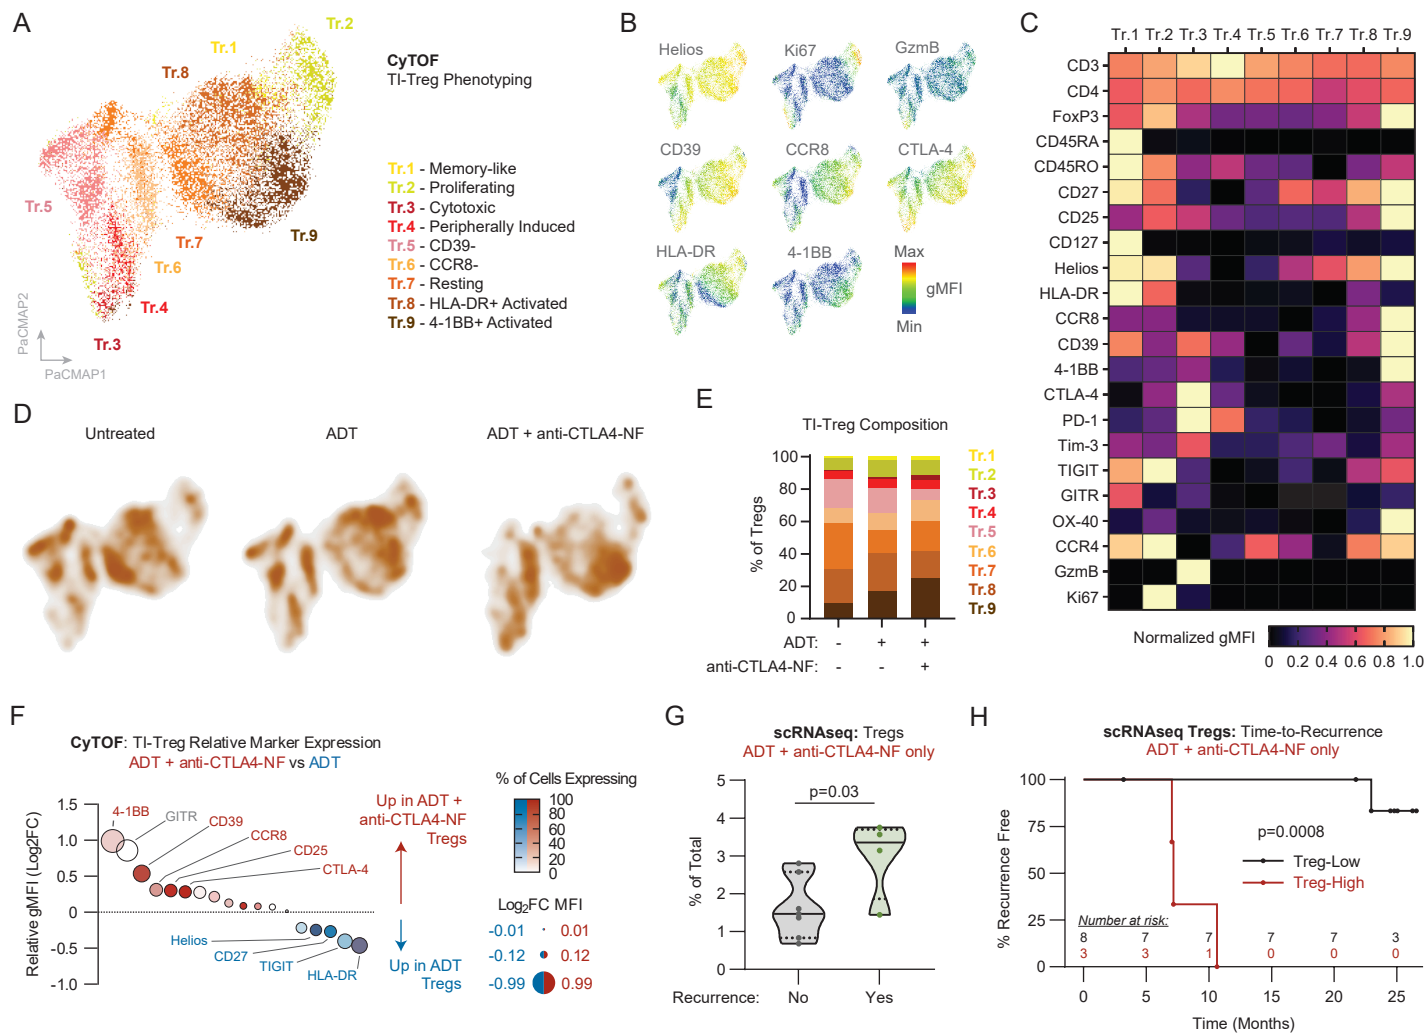 A
Tr.2
Tr.1
Tr.8
CyTOF
TI-Treg Phenotyping
Tr.5
Tr.7
Tr.9
Tr.6
Tr.4
Tr.3
PaCMAP2
PaCMAP1
Tr.1 - Memory-like
Tr.2 - Proliferating
Tr.3 - Cytotoxic
Tr.4 - Peripherally Induced
Tr.5 - CD39-
Tr.6 - CCR8-
Tr.7 - Resting
Tr.8 - HLA-DR+ Activated
Tr.9 - 4-1BB+ Activated
B
Helios Ki67 GzmB
CD39 CCR8 CTLA-4
HLA-DR 4-1BB
Max
gMFI
Min
C
Tr.1 Tr.2 Tr.3 Tr.4 Tr.5 Tr.6 Tr.7 Tr.8 Tr.9
CD3
CD4
FoxP3
CD45RA
CD45RO
CD27
CD25
CD127
Helios
HLA-DR
CCR8
CD39
4-1BB
CTLA-4
PD-1
Tim-3
TIGIT
GITR
OX-40
CCR4
GzmB
Ki67
Normalized gMFI
0 0.2 0.4 0.6 0.8 1.0
D
Untreated ADT ADT + anti-CTLA4-NF
E
TI-Treg Composition
% of Tregs
100
80
60
40
20
0
Tr.1
Tr.2
Tr.3
Tr.4
Tr.5
Tr.6
Tr.7
Tr.8
Tr.9
ADT: - + +
anti-CTLA4-NF: - - +
F
CyTOF: TI-Treg Relative Marker Expression
ADT + anti-CTLA4-NF vs ADT
Relative gMFI (Log2FC)
1.5
1.0
0.5
0
-0.5
-1.0
4-1BB
GITR
CD39
CCR8
CD25
CTLA-4
Helios
CD27
TIGIT
HLA-DR
Up in ADT +
anti-CTLA4-NF
Tregs
Up in ADT
Tregs
% of Cells Expressing
100
80
60
40
20
0
Log2FC MFI
-0.01 0.01
-0.12 0.12
-0.99 0.99
G
scRNAseq: Tregs
ADT + anti-CTLA4-NF only
% of Total
5
4
3
2
1
0
p=0.03
Recurrence: No Yes
H
scRNAseq Tregs: Time-to-Recurrence
ADT + anti-CTLA4-NF only
% Recurrence Free
100
75
50
25
0
p=0.0008
Treg-Low
Treg-High
Number at risk:
8 7 7 7 7 3
3 3 1 0 0 0
0 5 10 15 20 25
Time (Months)